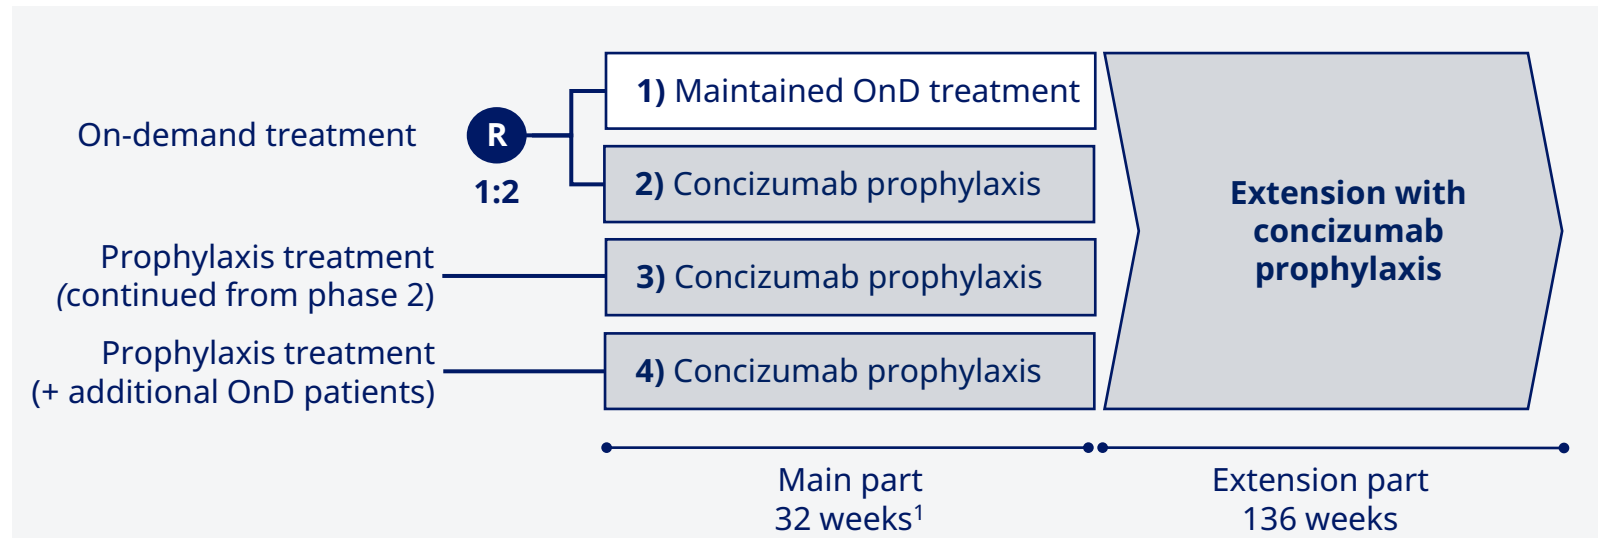 On-demand treatment
R
1:2
1) Maintained OnD treatment
2) Concizumab prophylaxis
Prophylaxis treatment
(continued from phase 2)
3) Concizumab prophylaxis
Prophylaxis treatment
(+ additional OnD patients)
4) Concizumab prophylaxis
Extension with
concizumab
prophylaxis
Main part
32 weeks¹
Extension part
136 weeks